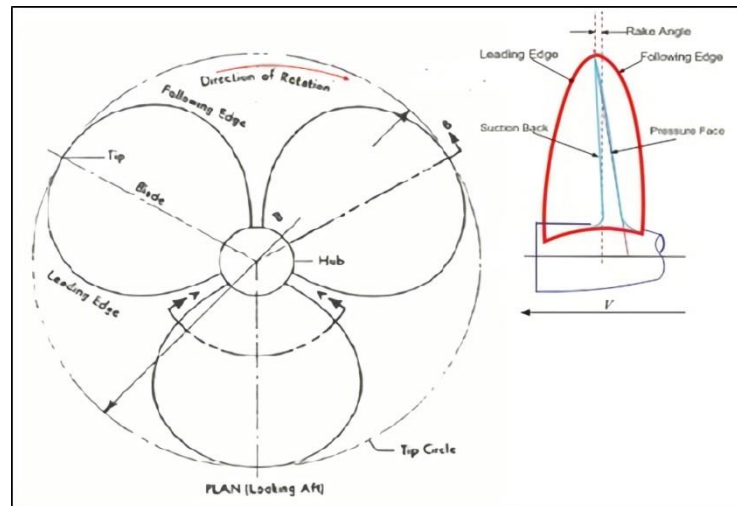 Direction of Rotation
Following Edge
Tip
Blade
B
B
Hub
Leading Edge
A
A
Tip Circle
PLAN (Looking Aft)
Rake Angle
Leading Edge
Following Edge
Suction Back
Pressure Face
V